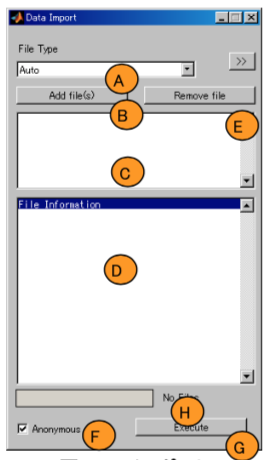 Data Import
File Type
>>
Auto
A
Add file(s)
Remove file
B
E
C
File Information
D
No Files
H
Anonymous
Execute
F
G